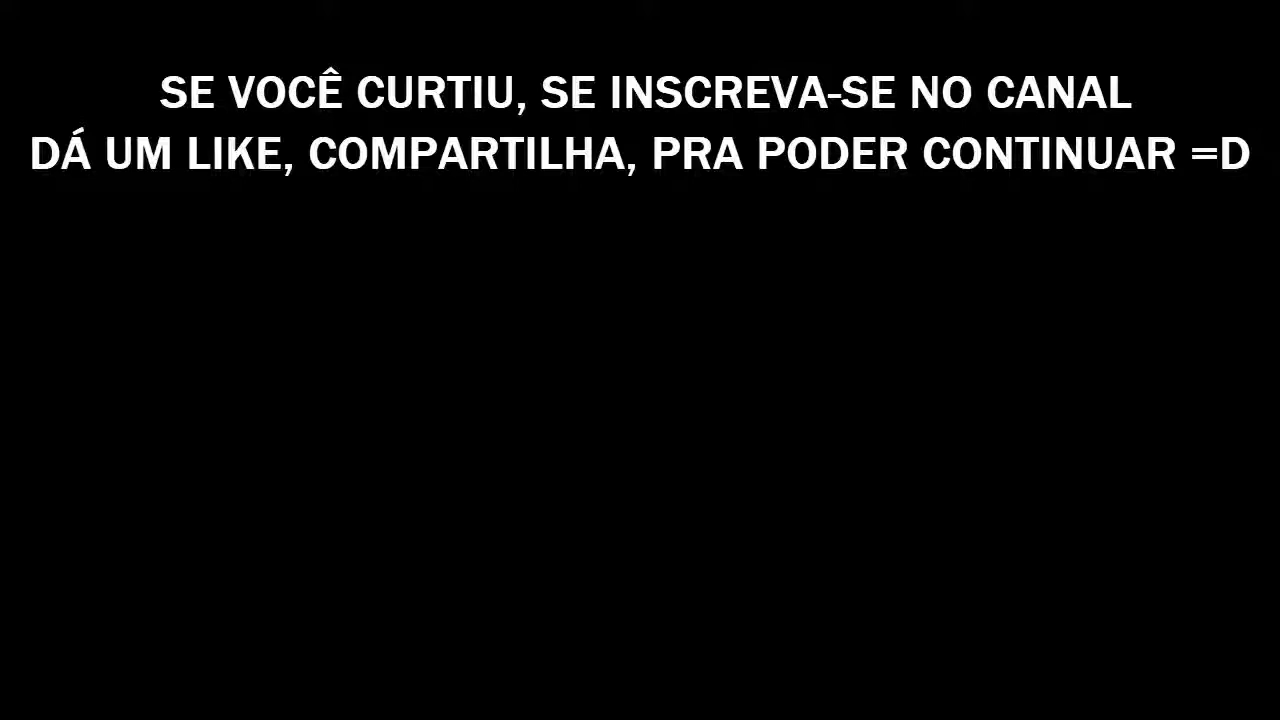 SE VOCÊ CURTIU, SE INSCREVA-SE NO CANAL
DÁ UM LIKE, COMPARTILHA, PRA PODER CONTINUAR =D